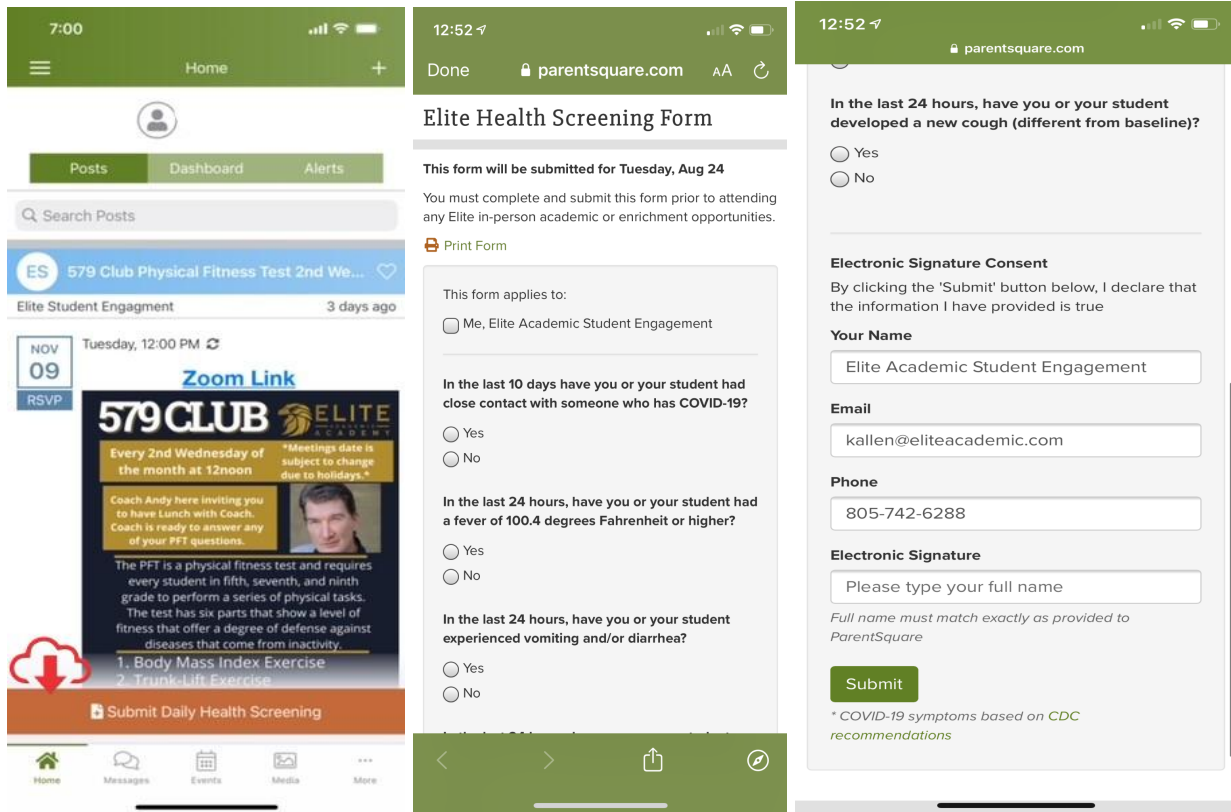 7:00
Home
Posts
Dashboard
Alerts
Search Posts
ES
579 Club Physical Fitness Test 2nd We...
Elite Student Engagment
3 days ago
NOV
09
RSVP
Tuesday, 12:00 PM
Zoom Link
579 CLUB
ELITE
ACADEMY
Every 2nd Wednesday of
the month at 12noon
*Meetings date is
subject to change
due to holidays.*
Coach Andy here inviting you
to have Lunch with Coach.
Coach is ready to answer any
of your PFT questions.
The PFT is a physical fitness test and requires
every student in fifth, seventh, and ninth
grade to perform a series of physical tasks.
The test has six parts that show a level of
fitness that offer a degree of defense against
diseases that come from inactivity.
1. Body Mass Index Exercise
2. Trunk-Lift Exercise
Submit Daily Health Screening
Home
Messages
Events
Media
More
12:52
Done
parentsquare.com
AA
Elite Health Screening Form
This form will be submitted for Tuesday, Aug 24
You must complete and submit this form prior to attending
any Elite in-person academic or enrichment opportunities.
Print Form
This form applies to:
Me, Elite Academic Student Engagement
In the last 10 days have you or your student had
close contact with someone who has COVID-19?
Yes
No
In the last 24 hours, have you or your student had
a fever of 100.4 degrees Fahrenheit or higher?
Yes
No
In the last 24 hours, have you or your student
experienced vomiting and/or diarrhea?
Yes
No
12:52
parentsquare.com
In the last 24 hours, have you or your student
developed a new cough (different from baseline)?
Yes
No
Electronic Signature Consent
By clicking the 'Submit' button below, I declare that
the information I have provided is true
Your Name
Elite Academic Student Engagement
Email
kallen@eliteacademic.com
Phone
805-742-6288
Electronic Signature
Please type your full name
Full name must match exactly as provided to
ParentSquare
Submit
* COVID-19 symptoms based on CDC
recommendations